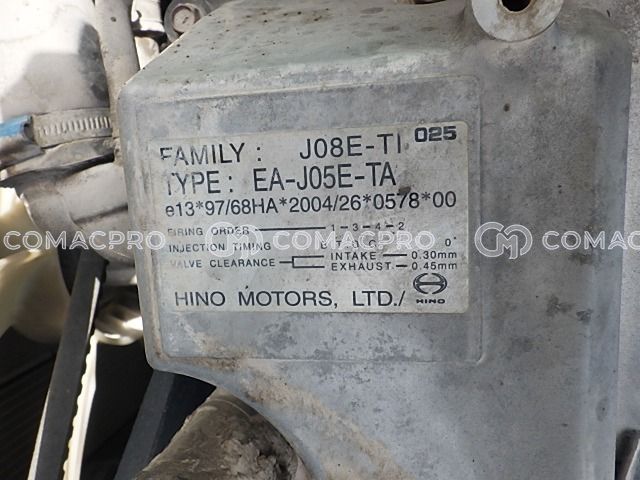 025
FAMILY : J08E-TI
TYPE : EA-J05E-TA
e13*97/68HA*2004/26*0578*00
FIRING ORDER 1-3-4-2
INJECTION TIMING 0°
VALVE CLEARANCE INTAKE 0.30mm
EXHAUST 0.45mm
HINO MOTORS, LTD./
HINO
COMACPRO COMACPRO COMACPRO